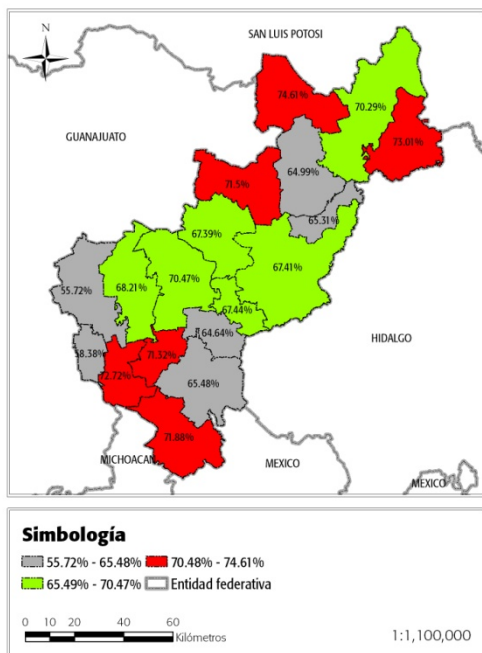 N
SAN LUIS POTOSI
74.61%
70.29%
GUANAJUATO
73.01%
64.99%
71.5%
65.31%
67.39%
67.41%
55.72%
68.21%
70.47%
67.44%
64.64%
HIDALGO
58.38%
71.32%
72.72%
65.48%
71.88%
MICHOACAN
MEXICO
MEXICO
Simbología
55.72% - 65.48%
70.48% - 74.61%
65.49% - 70.47%
Entidad federativa
0 10 20 40 60
Kilómetros
1:1,100,000